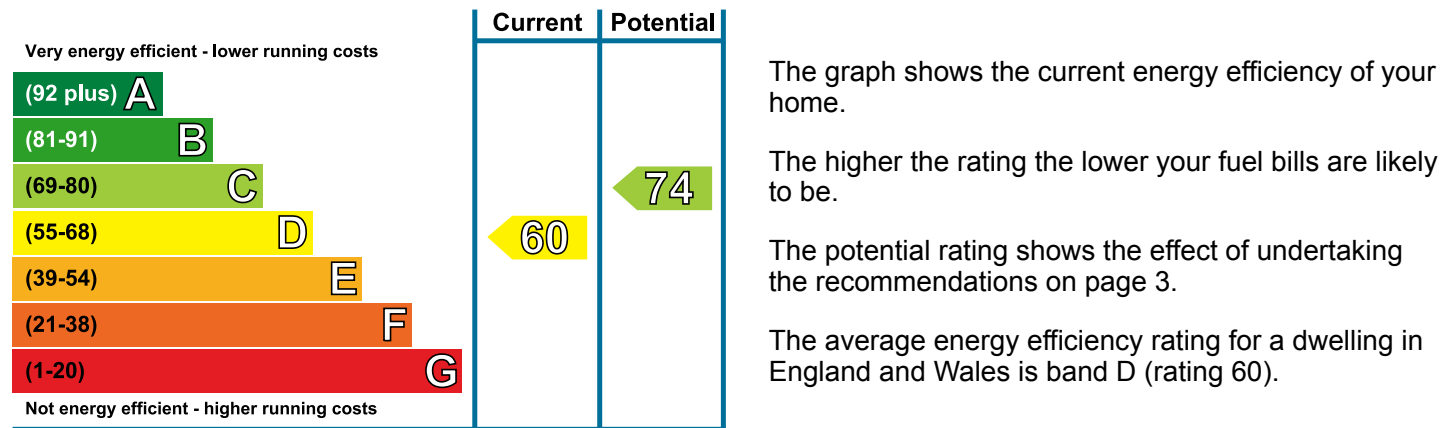 Current Potential
Very energy efficient - lower running costs
(92 plus) A
(81-91) B
(69-80) C
74
(55-68) D
60
(39-54) E
(21-38) F
(1-20) G
Not energy efficient - higher running costs
The graph shows the current energy efficiency of your
home.
The higher the rating the lower your fuel bills are likely
to be.
The potential rating shows the effect of undertaking
the recommendations on page 3.
The average energy efficiency rating for a dwelling in
England and Wales is band D (rating 60).